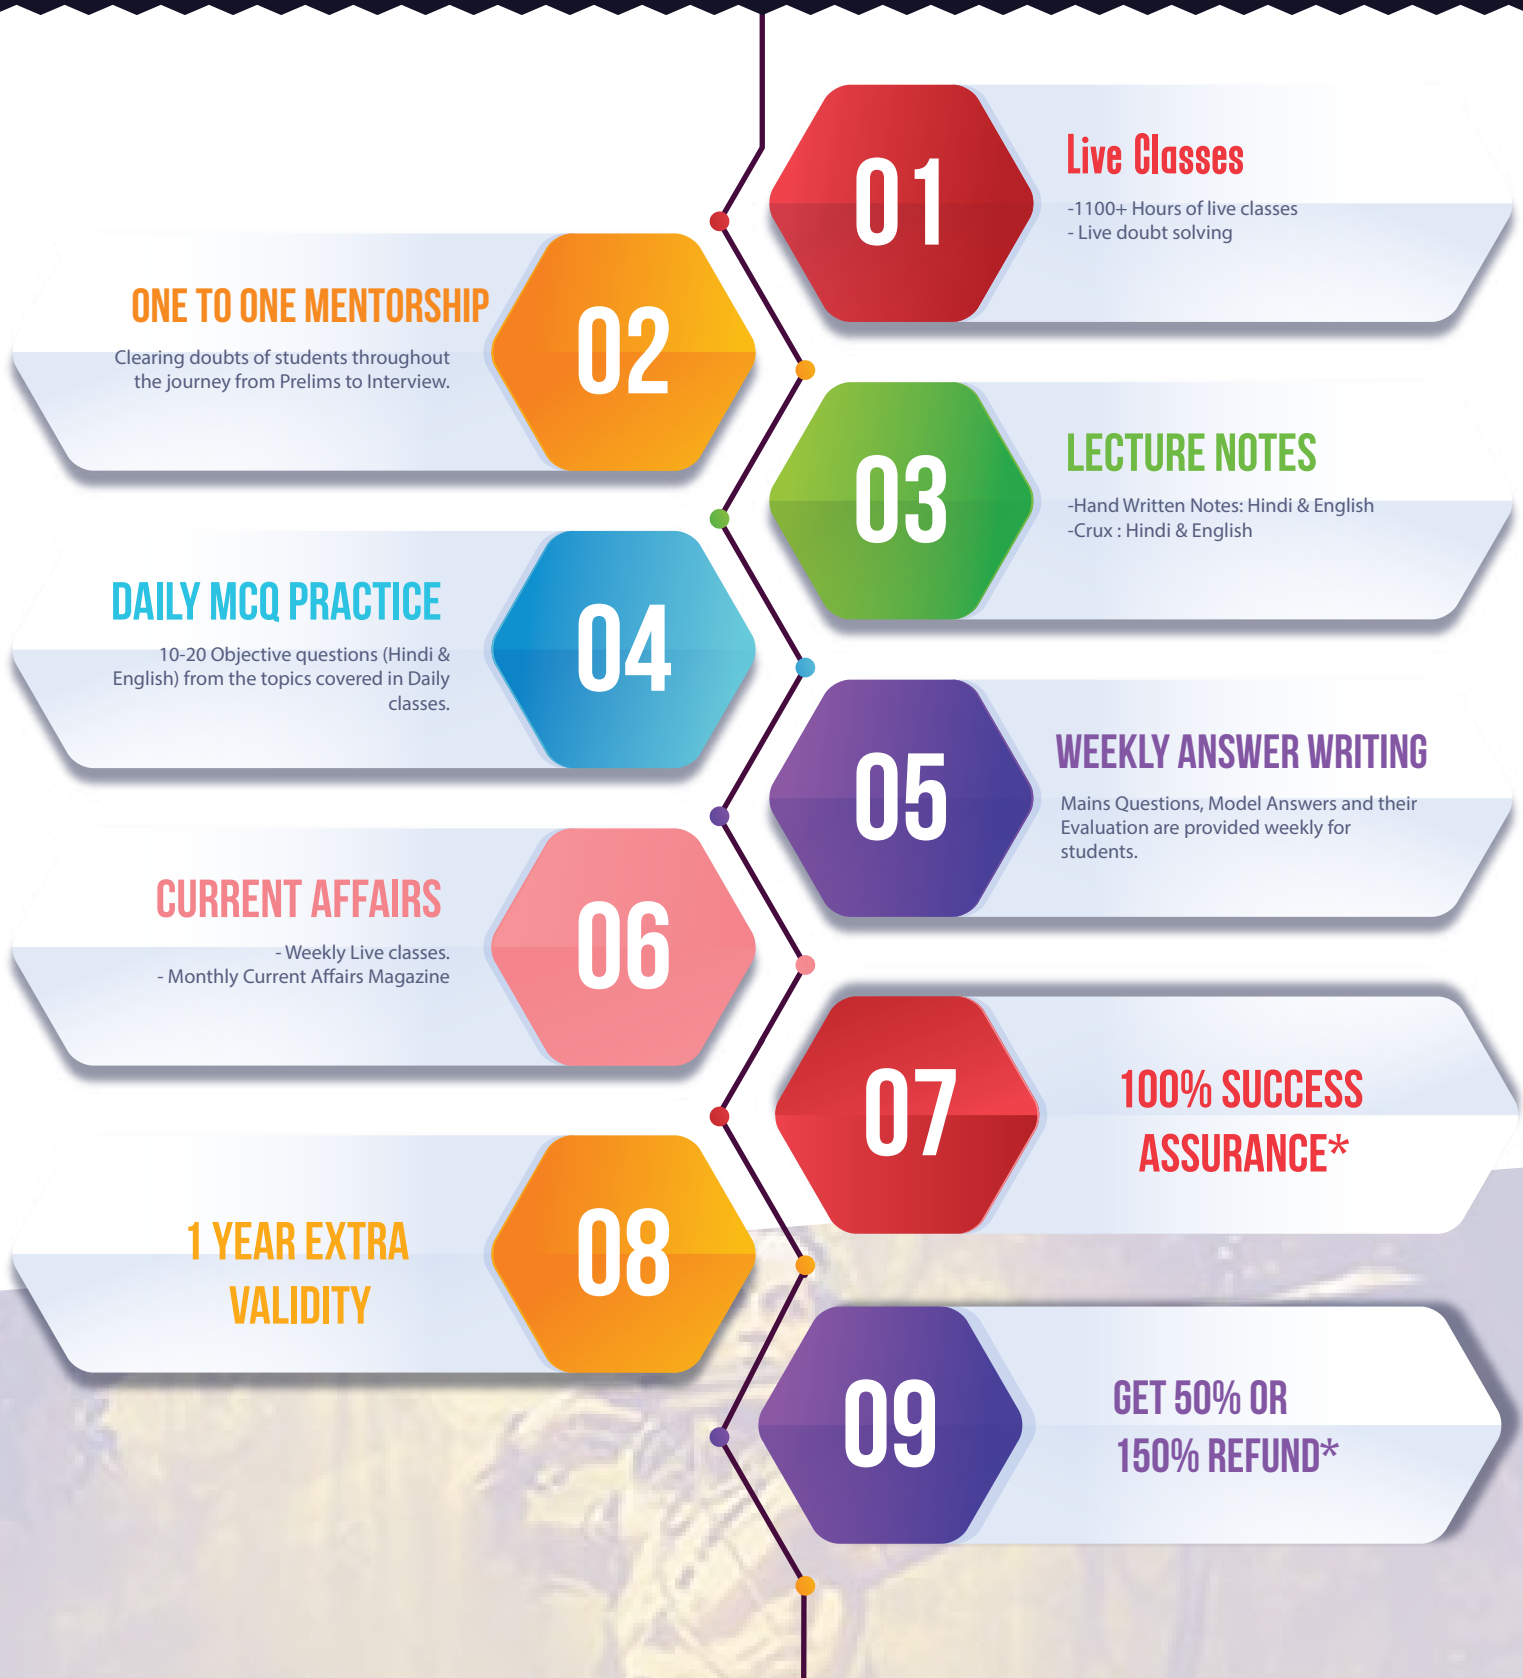 01
Live Classes
-1100+ Hours of live classes
- Live doubt solving
02
ONE TO ONE MENTORSHIP
Clearing doubts of students throughout
the journey from Prelims to Interview.
03
LECTURE NOTES
-Hand Written Notes: Hindi & English
-Crux : Hindi & English
04
DAILY MCQ PRACTICE
10-20 Objective questions (Hindi &
English) from the topics covered in Daily
classes.
05
WEEKLY ANSWER WRITING
Mains Questions, Model Answers and their
Evaluation are provided weekly for
students.
06
CURRENT AFFAIRS
- Weekly Live classes.
- Monthly Current Affairs Magazine
07
100% SUCCESS
ASSURANCE*
08
1 YEAR EXTRA
VALIDITY
09
GET 50% OR
150% REFUND*